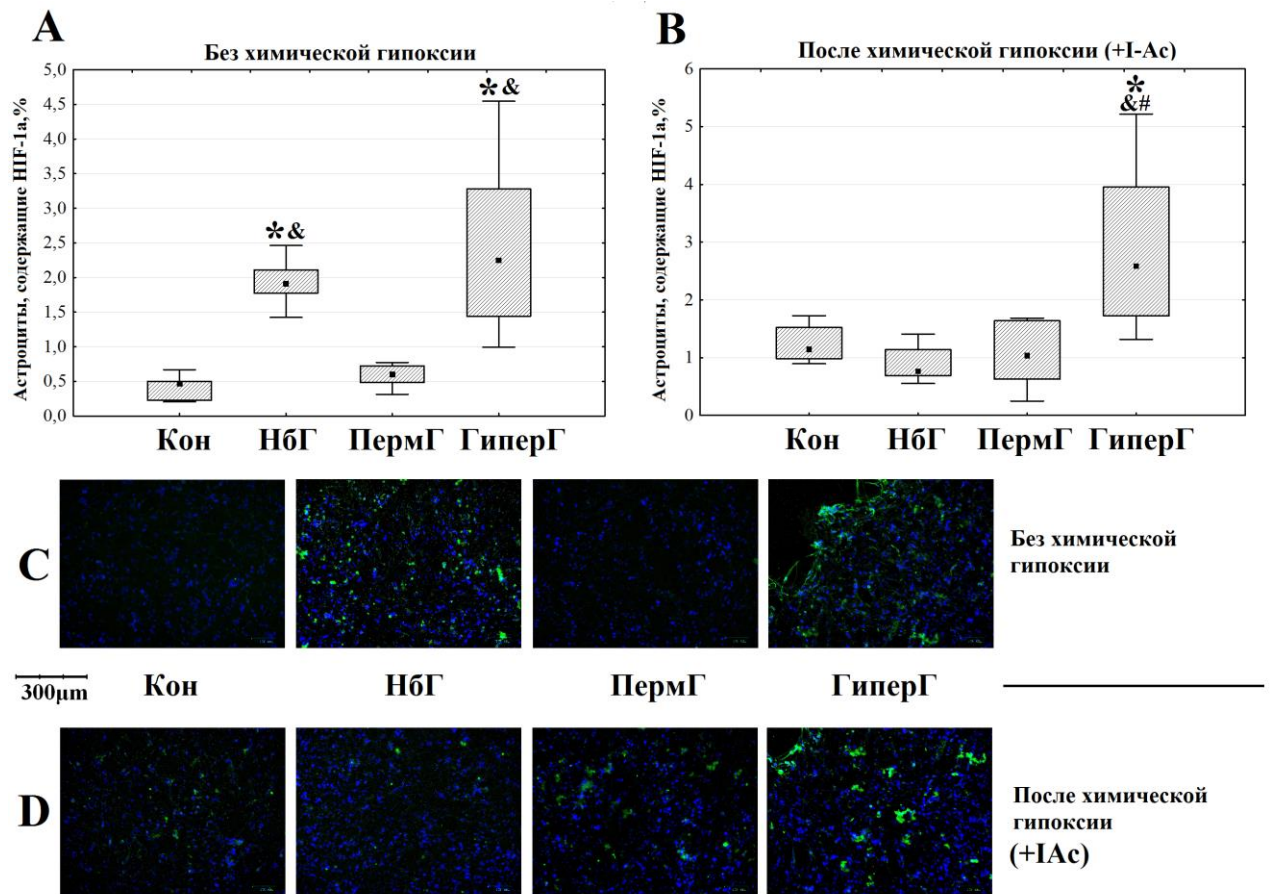 A
Без химической гипоксии
Астроциты, содержащие HIF-1a,%
5,0
4,5
4,0
3,5
3,0
2,5
2,0
1,5
1,0
0,5
0,0
*&
*&
Кон НбГ ПермГ ГиперГ
B
После химической гипоксии (+I-Ac)
Астроциты, содержащие HIF-1a,%
6
5
4
3
2
1
0
*
&#
Кон НбГ ПермГ ГиперГ
C
Без химической
гипоксии
300µm
Кон НбГ ПермГ ГиперГ
D
После химической
гипоксии
(+IAc)